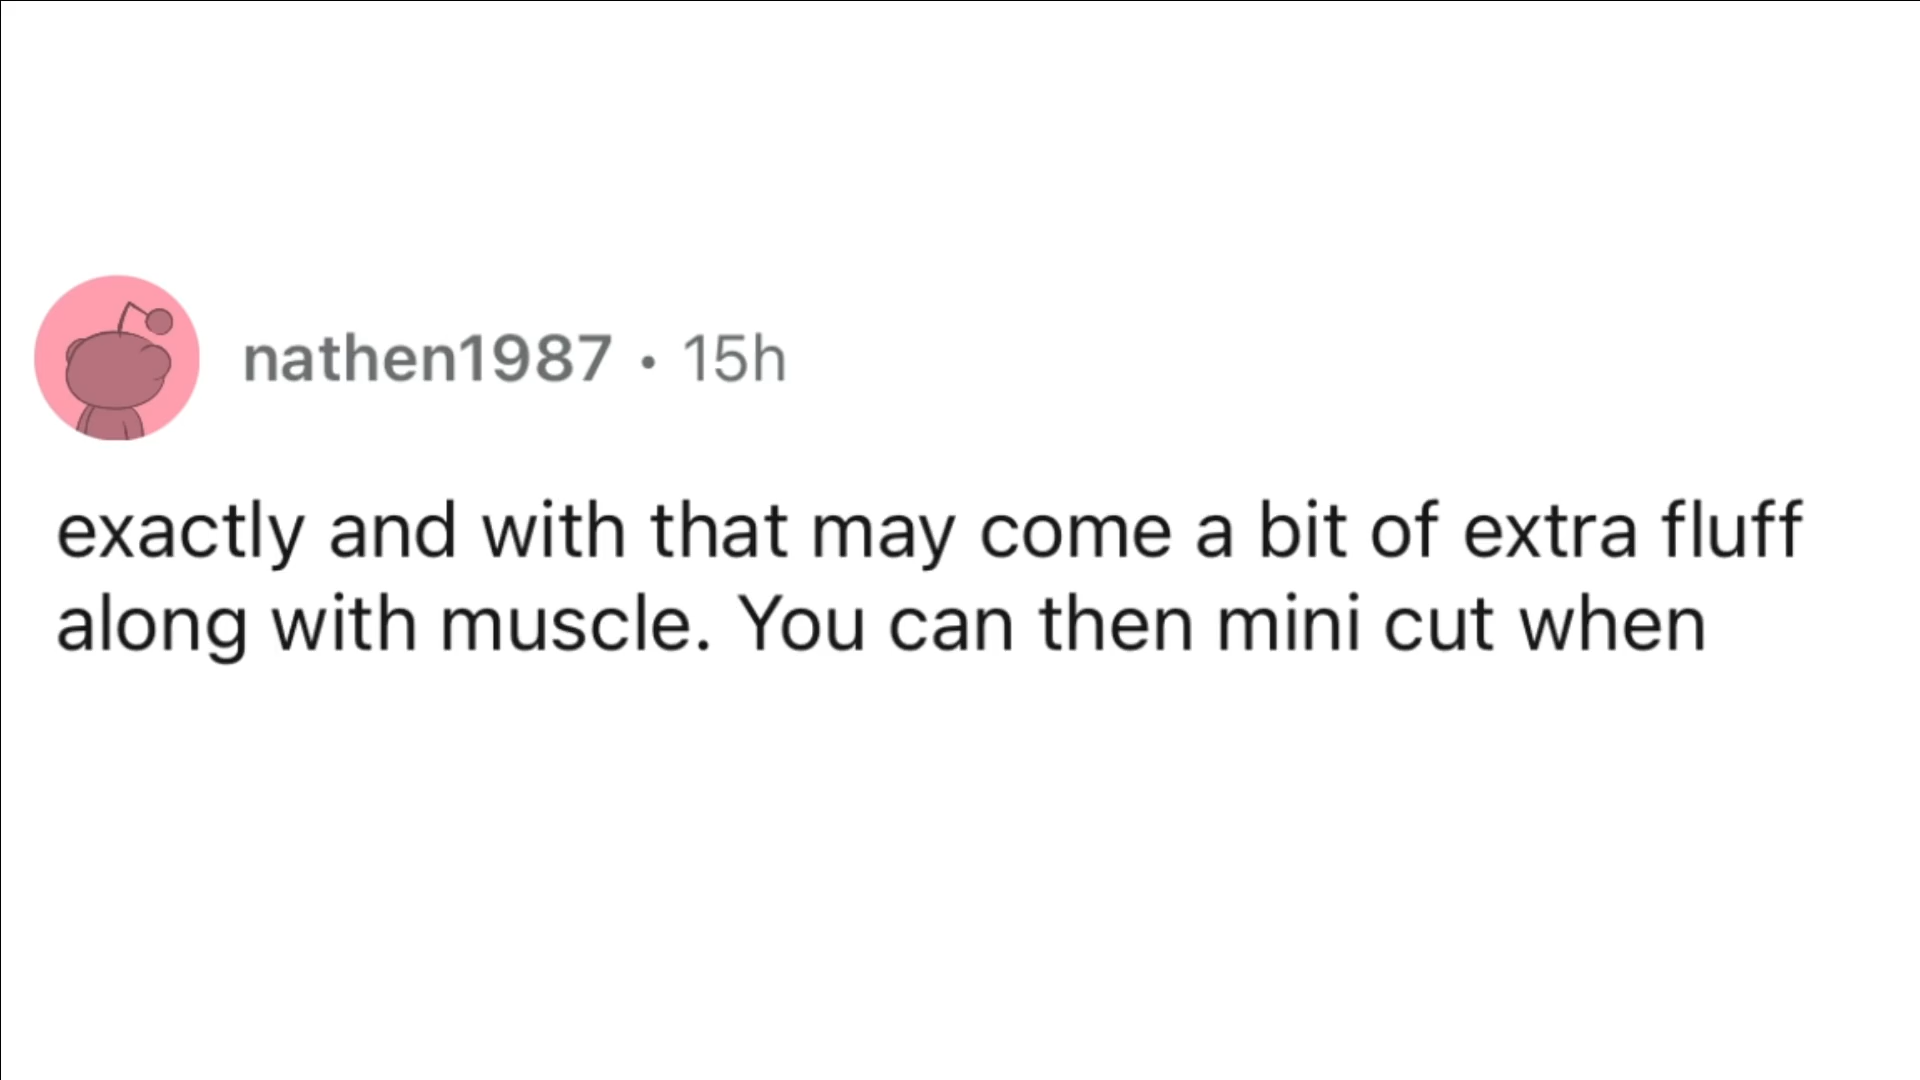 nathen1987 • 15h
exactly and with that may come a bit of extra fluff
along with muscle. You can then mini cut when